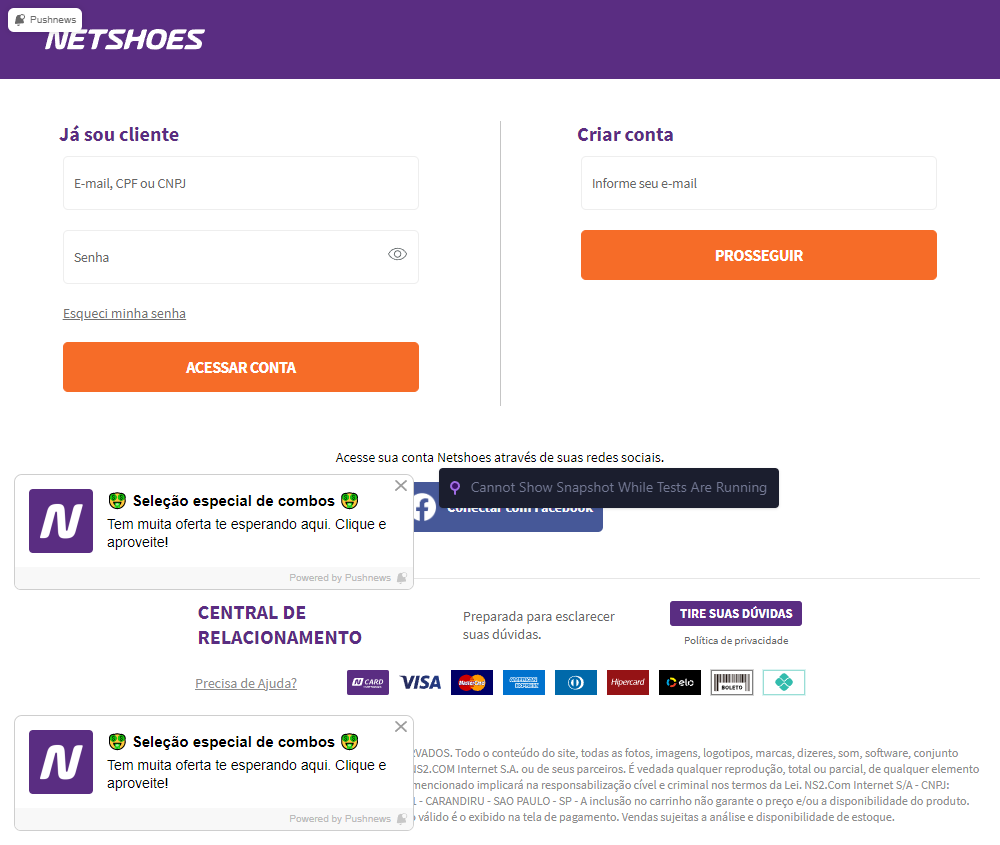 Pushnews
NETSHOES
Já sou cliente
E-mail, CPF ou CNPJ
Senha
Esqueci minha senha
ACESSAR CONTA
Criar conta
Informe seu e-mail
PROSSEGUIR
Acesse sua conta Netshoes através de suas redes sociais.
Cannot Show Snapshot While Tests Are Running
Conectar com Facebook
Seleção especial de combos
Tem muita oferta te esperando aqui. Clique e
aproveite!
Powered by Pushnews
CENTRAL DE
RELACIONAMENTO
Preparada para esclarecer
suas dúvidas.
TIRE SUAS DÚVIDAS
Política de privacidade
Precisa de Ajuda?
N CARD
VISA
MasterCard
AMERICAN
EXPRESS
Hipercard
elo
BOLETO
Seleção especial de combos
Tem muita oferta te esperando aqui. Clique e
aproveite!
Powered by Pushnews
RVADOS. Todo o conteúdo do site, todas as fotos, imagens, logotipos, marcas, dizeres, som, software, conjunto
NS2.COM Internet S.A. ou de seus parceiros. É vedada qualquer reprodução, total ou parcial, de qualquer elemento
mencionado implicará na responsabilização cível e criminal nos termos da Lei. NS2.Com Internet S/A - CNPJ:
1 - CARANDIRU - SAO PAULO - SP - A inclusão no carrinho não garante o preço e/ou a disponibilidade do produto.
o válido é o exibido na tela de pagamento. Vendas sujeitas a análise e disponibilidade de estoque.